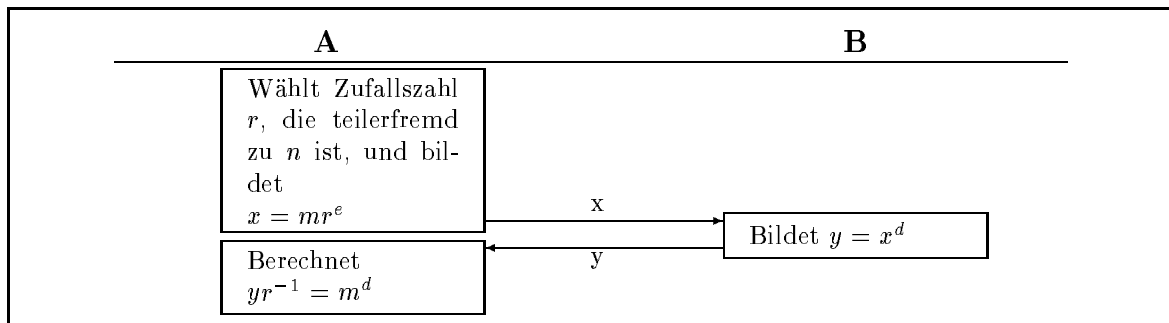 A B
Wählt Zufallszahl
r, die teilerfremd
zu n ist, und bil-
det
x = mr^e
x
Bildet y = x^d
y
Berechnet
yr^{-1} = m^d